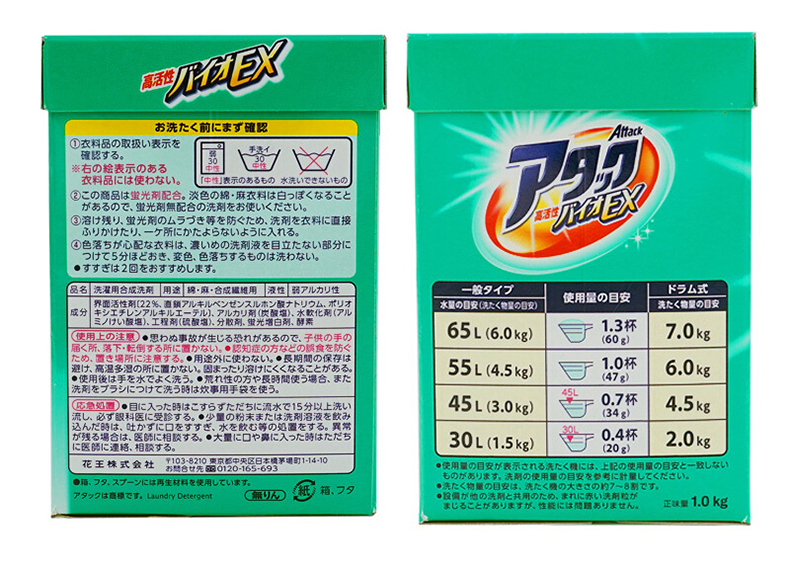 高活性 バイオEX
お洗たく前にまず確認
①衣料品の取扱い表示を
確認する。
※右の絵表示のある
衣料品には使わない。
弱
30
中性
手洗イ
30
中性
「中性」表示のあるもの 水洗いできないもの
②この商品は蛍光剤配合。淡色の綿・麻衣料は白っぽくなること
があるので、蛍光剤無配合の洗剤をお使いください。
③溶け残り、蛍光剤のムラづき等を防ぐため、洗剤を衣料に直接
ふりかけたり、一ケ所にかたよらないように入れる。
④色落ちが心配な衣料は、濃いめの洗剤液を目立たない部分に
つけて5分ほどおき、変色、色落ちするものは洗わない。
●すすぎは2回をおすすめします。
品名 洗濯用合成洗剤 用途 綿・麻・合成繊維用 液性 弱アルカリ性
成分 界面活性剤(22%、直鎖アルキルベンゼンスルホン酸ナトリウム、ポリオ
キシエチレンアルキルエーテル)、アルカリ剤(炭酸塩)、水軟化剤(アル
ミノけい酸塩)、工程剤(硫酸塩)、分散剤、蛍光増白剤、酵素
使用上の注意 ●思わぬ事故が生じる恐れがあるので、子供の手の
届く所、落下・転倒する所に置かない。●認知症の方などの誤食を防ぐ
ため、置き場所に注意する。●用途外に使わない。●長期間の保存は
避け、高温多湿の所に置かない。固まったり溶けにくくなることがある。
●使用後は手を水でよく洗う。●荒れ性の方や長時間使う場合、また
洗剤をブラシにつけて洗う時は炊事用手袋を使う。
応急処置 ●目に入った時はこすらずただちに流水で15分以上洗い
流し、必ず眼科医に受診する。●少量の粉末または洗剤溶液を飲み
込んだ時は、吐かずに口をすすぎ、水を飲む等の処置をする。異常
が残る場合は、医師に相談する。●大量に口や鼻に入った時はただち
に医師に連絡、相談する。
花王株式会社 〒103-8210 東京都中央区日本橋茅場町1-14-10
お問合せ先 0120-165-693
●箱、フタ、スプーンには再生材料を使用しています。
アタックは商標です。Laundry Detergent
無りん 紙 箱、フタ
Attack
アタック
高活性 バイオEX
一般タイプ
水量の目安(洗たく物量の目安)
使用量の目安
ドラム式
洗たく物量の目安
65L(6.0kg) 1.3杯 (60g) 7.0kg
55L(4.5kg) 1.0杯 (47g) 6.0kg
45L(3.0kg) 45L 0.7杯 (34g) 4.5kg
30L(1.5kg) 30L 0.4杯 (20g) 2.0kg
●使用量の目安が表示される洗たく機には、上記の使用量の目安と一致しない
ものがあります。洗剤の使用量の目安を参考に計量してください。
●洗たく物量の目安は、洗たく機の大きさの約7〜8割です。
●設備が他の洗剤と共用のため、まれに赤い洗剤粒が
まじることがありますが、性能には問題ありません。
正味量 1.0kg